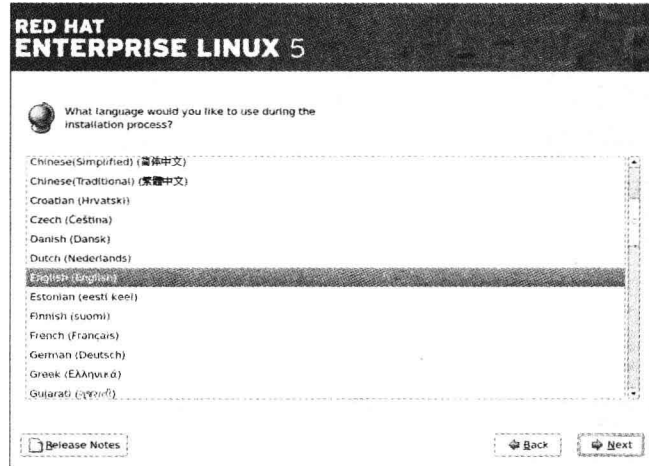 RED HAT
ENTERPRISE LINUX 5
What language would you like to use during the
installation process?
Chinese(Simplified) (简体中文)
Chinese(Traditional) (繁體中文)
Croatian (Hrvatski)
Czech (Čeština)
Danish (Dansk)
Dutch (Nederlands)
English (English)
Estonian (eesti keel)
Finnish (suomi)
French (Français)
German (Deutsch)
Greek (Ελληνικά)
Gujarati (ગુજરાતી)
Release Notes
Back
Next